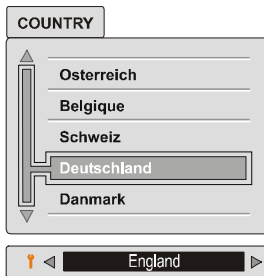 COUNTRY
Osterreich
Belgique
Schweiz
Deutschland
Danmark
England